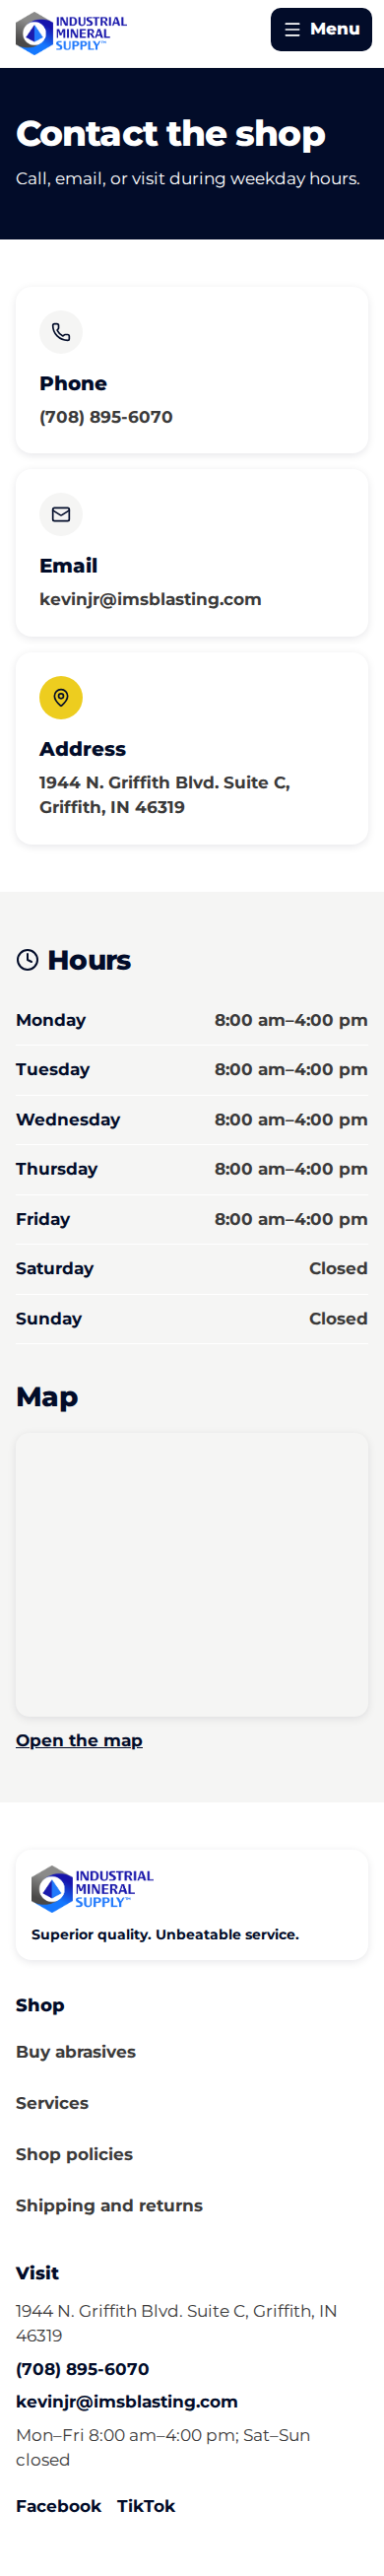 INDUSTRIAL
MINERAL
SUPPLY™
Menu
Contact the shop
Call, email, or visit during weekday hours.
Phone
(708) 895-6070
Email
kevinjr@imsblasting.com
Address
1944 N. Griffith Blvd. Suite C,
Griffith, IN 46319
Hours
Monday 8:00 am–4:00 pm
Tuesday 8:00 am–4:00 pm
Wednesday 8:00 am–4:00 pm
Thursday 8:00 am–4:00 pm
Friday 8:00 am–4:00 pm
Saturday Closed
Sunday Closed
Map
Open the map
INDUSTRIAL
MINERAL
SUPPLY™
Superior quality. Unbeatable service.
Shop
Buy abrasives
Services
Shop policies
Shipping and returns
Visit
1944 N. Griffith Blvd. Suite C, Griffith, IN
46319
(708) 895-6070
kevinjr@imsblasting.com
Mon–Fri 8:00 am–4:00 pm; Sat–Sun
closed
Facebook TikTok